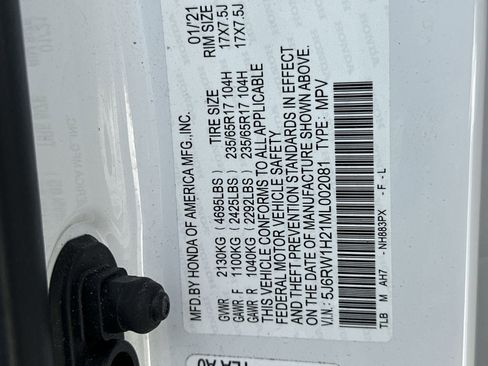 MFD.BY HONDA OF AMERICA MFG.,INC. 01/'21
TIRE SIZE RIM SIZE
GVWR 2130KG (4695LBS)
GAWR F 1100KG (2425LBS) 235/65R17 104H 17X7.5J
GAWR R 1040KG (2292LBS) 235/65R17 104H 17X7.5J
THIS VEHICLE CONFORMS TO ALL APPLICABLE
FEDERAL MOTOR VEHICLE SAFETY
AND THEFT PREVENTION STANDARDS IN EFFECT
ON THE DATE OF MANUFACTURE SHOWN ABOVE.
V.I.N.: 5J6RW1H21ML002081 TYPE: MPV
TLB M AH7 - NH883PX - F - L